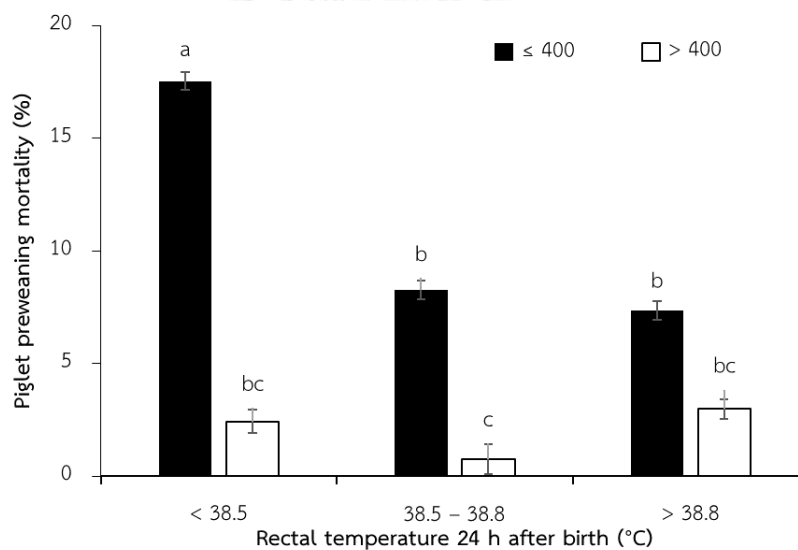 20
a
≤ 400
> 400
Piglet preweaning mortality (%)
15
10
b
b
5
bc
bc
c
0
< 38.5
38.5 – 38.8
> 38.8
Rectal temperature 24 h after birth (°C)